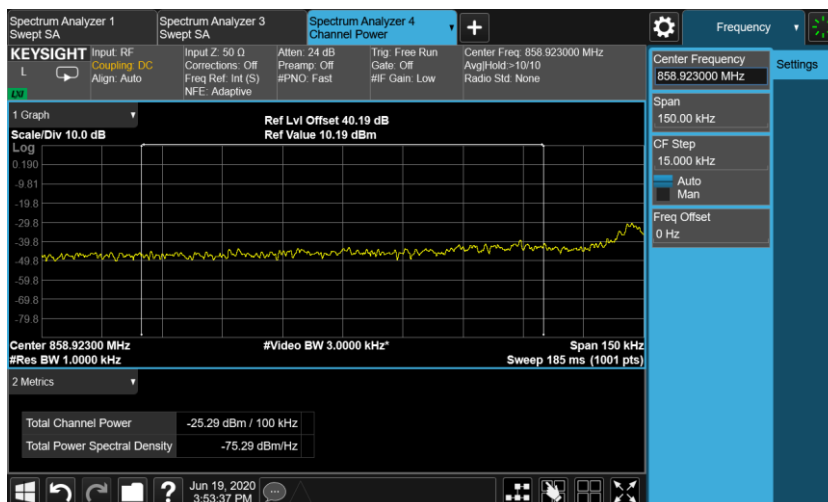 Spectrum Analyzer 1
Swept SA
Spectrum Analyzer 3
Swept SA
Spectrum Analyzer 4
Channel Power
Frequency
KEYSIGHT
L
LXI
Input: RF
Coupling: DC
Align: Auto
Input Z: 50 Ω
Corrections: Off
Freq Ref: Int (S)
NFE: Adaptive
Atten: 24 dB
Preamp: Off
#PNO: Fast
Trig: Free Run
Gate: Off
#IF Gain: Low
Center Freq: 858.923000 MHz
Avg|Hold:>10/10
Radio Std: None
Center Frequency
858.923000 MHz
Settings
Span
150.00 kHz
CF Step
15.000 kHz
Auto
Man
Freq Offset
0 Hz
1 Graph
Scale/Div 10.0 dB
Ref Lvl Offset 40.19 dB
Ref Value 10.19 dBm
Log
0.190
-9.81
-19.8
-29.8
-39.8
-49.8
-59.8
-69.8
-79.8
Center 858.92300 MHz
#Video BW 3.0000 kHz*
Span 150 kHz
#Res BW 1.0000 kHz
Sweep 185 ms (1001 pts)
2 Metrics
Total Channel Power -25.29 dBm / 100 kHz
Total Power Spectral Density -75.29 dBm/Hz
?
Jun 19, 2020
3:53:37 PM